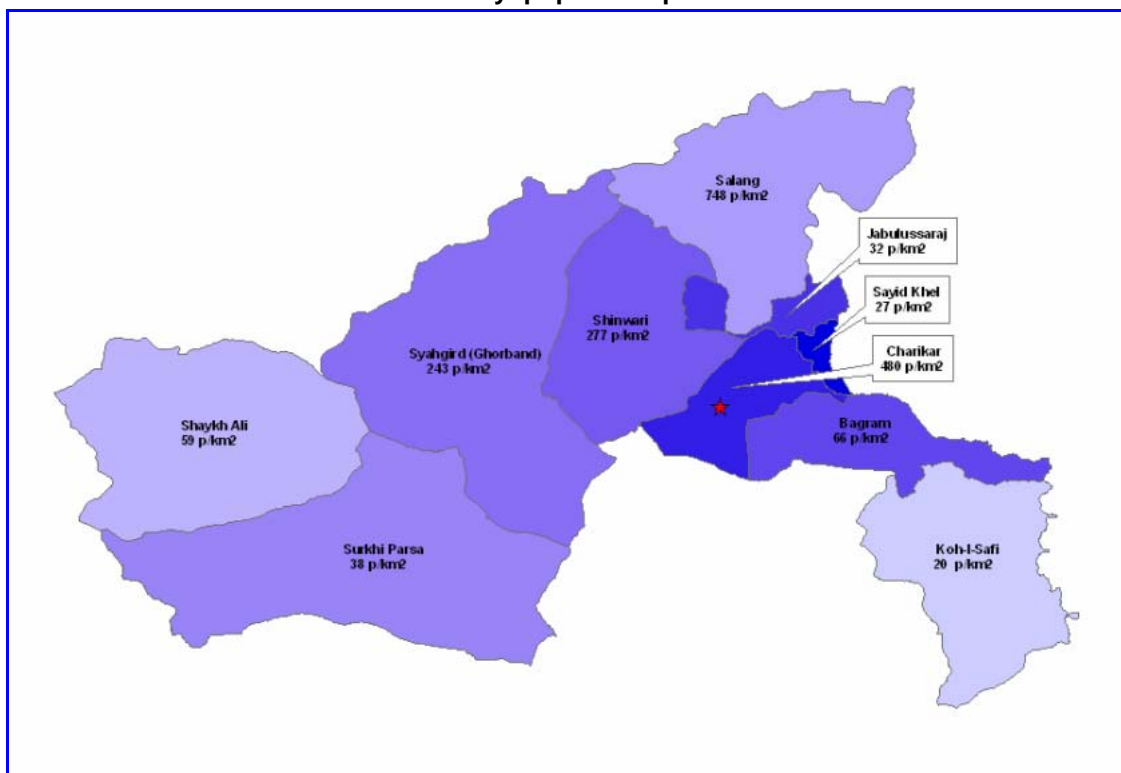 Salang
748 p/km2
Jabulussaraj
32 p/km2
Sayid Khel
27 p/km2
Shinwari
277 p/km2
Charikar
480 p/km2
Syahgird (Ghorband)
243 p/km2
Shaykh Ali
59 p/km2
Bagram
66 p/km2
Surkhi Parsa
38 p/km2
Koh-I-Safi
20 p/km2